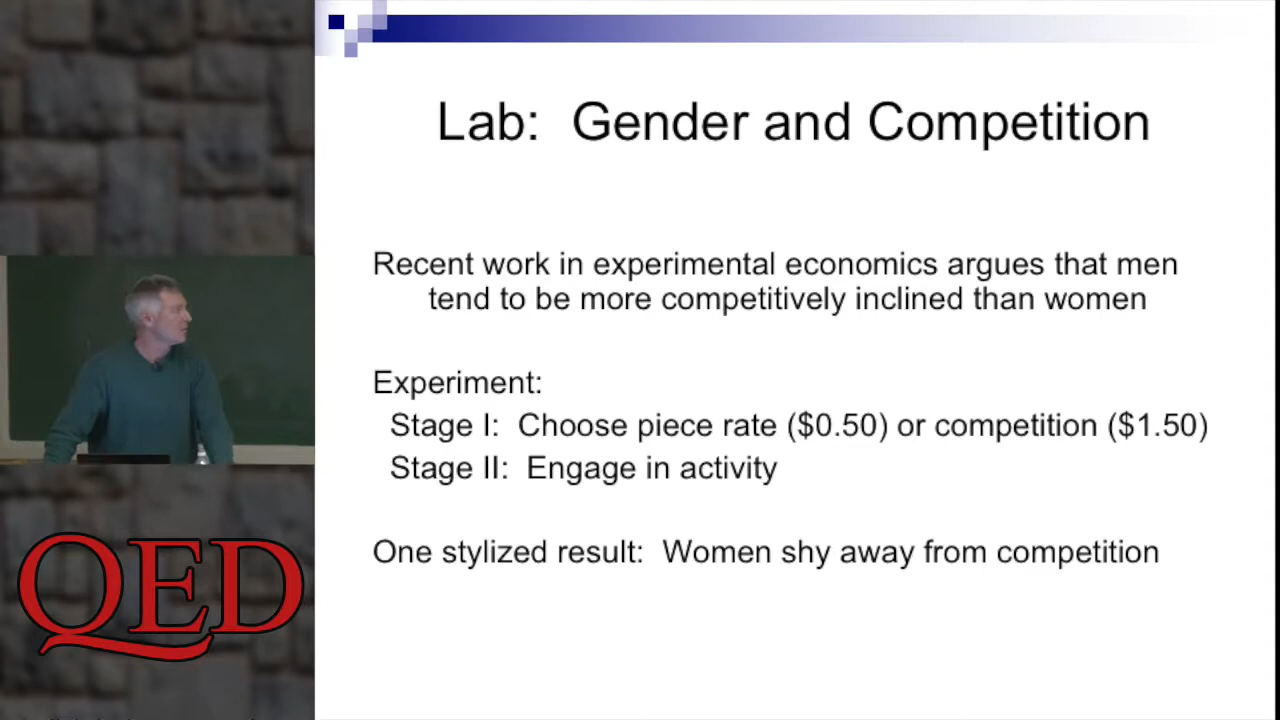 Lab: Gender and Competition
Recent work in experimental economics argues that men
tend to be more competitively inclined than women
Experiment:
Stage I: Choose piece rate ($0.50) or competition ($1.50)
Stage II: Engage in activity
One stylized result: Women shy away from competition
QED